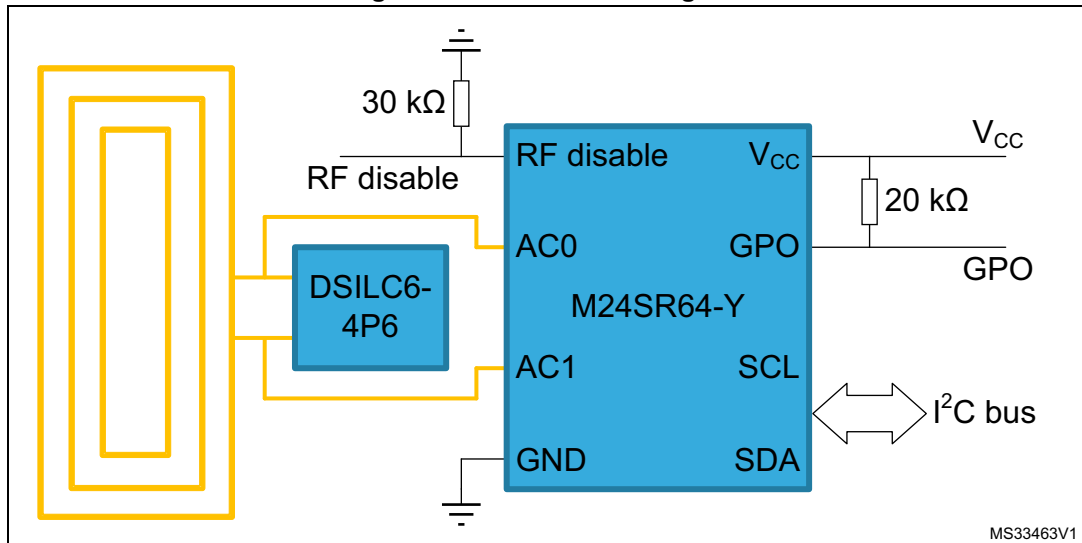 30 kΩ
RF disable
RF disable
AC0
AC1
GND
DSILC6-
4P6
M24SR64-Y
VCC
GPO
SCL
SDA
VCC
20 kΩ
GPO
I²C bus
MS33463V1